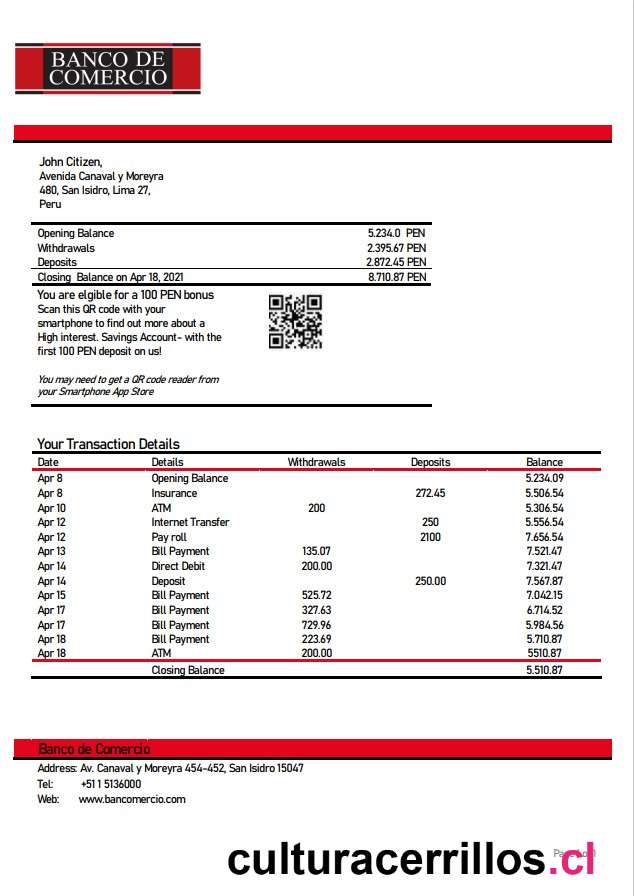 BANCO DE
COMERCIO
John Citizen,
Avenida Canaval y Moreyra
480, San Isidro, Lima 27,
Peru
Opening Balance 5.234.0 PEN
Withdrawals 2.395.67 PEN
Deposits 2.872.45 PEN
Closing Balance on Apr 18, 2021 8.710.87 PEN
You are elgible for a 100 PEN bonus
Scan this QR code with your
smartphone to find out more about a
High interest. Savings Account- with the
first 100 PEN deposit on us!
You may need to get a QR code reader from
your Smartphone App Store
Your Transaction Details
Date Details Withdrawals Deposits Balance
Apr 8 Opening Balance 5.234.09
Apr 8 Insurance 272.45 5.506.54
Apr 10 ATM 200 5.306.54
Apr 12 Internet Transfer 250 5.556.54
Apr 12 Pay roll 2100 7.656.54
Apr 13 Bill Payment 135.07 7.521.47
Apr 14 Direct Debit 200.00 7.321.47
Apr 14 Deposit 250.00 7.567.87
Apr 15 Bill Payment 525.72 7.042.15
Apr 17 Bill Payment 327.63 6.714.52
Apr 17 Bill Payment 729.96 5.984.56
Apr 18 Bill Payment 223.69 5.710.87
Apr 18 ATM 200.00 5510.87
Closing Balance 5.510.87
Banco de Comercio
Address: Av. Canaval y Moreyra 454-452, San Isidro 15047
Tel: +51 1 5136000
Web: www.bancomercio.com
culturacerrillos.cl